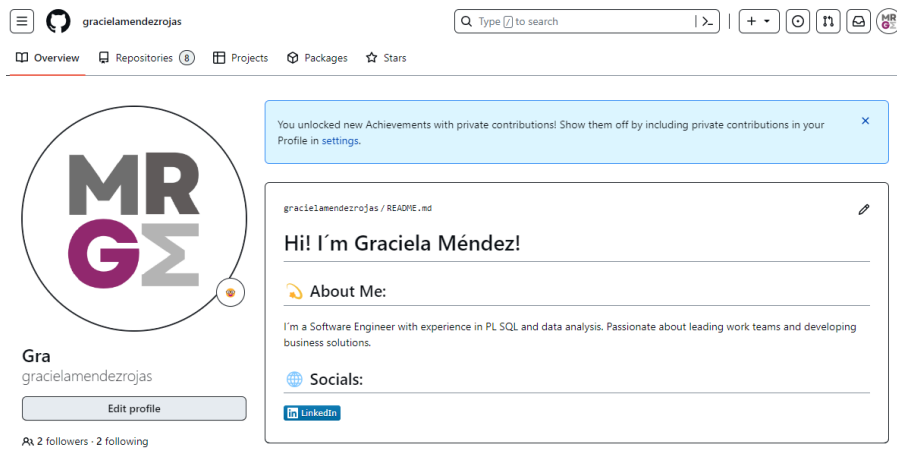 gracielamendezrojas
Type / to search
Overview
Repositories 8
Projects
Packages
Stars
MR
GE
You unlocked new Achievements with private contributions! Show them off by including private contributions in your
Profile in settings.
gracielamendezrojas / README.md
Hi! I´m Graciela Méndez!
About Me:
I´m a Software Engineer with experience in PL SQL and data analysis. Passionate about leading work teams and developing
business solutions.
Socials:
in LinkedIn
MR
GΣ
Gra
gracielamendezrojas
Edit profile
2 followers · 2 following